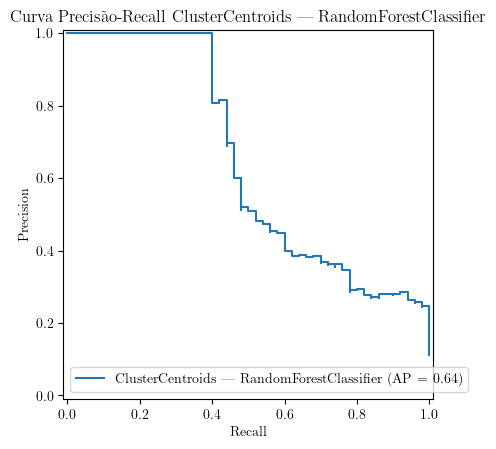 Curva Precisão-Recall ClusterCentroids — RandomForestClassifier
1.0
0.8
0.6
0.4
0.2
0.0
Precision
ClusterCentroids — RandomForestClassifier (AP = 0.64)
0.0 0.2 0.4 0.6 0.8 1.0
Recall